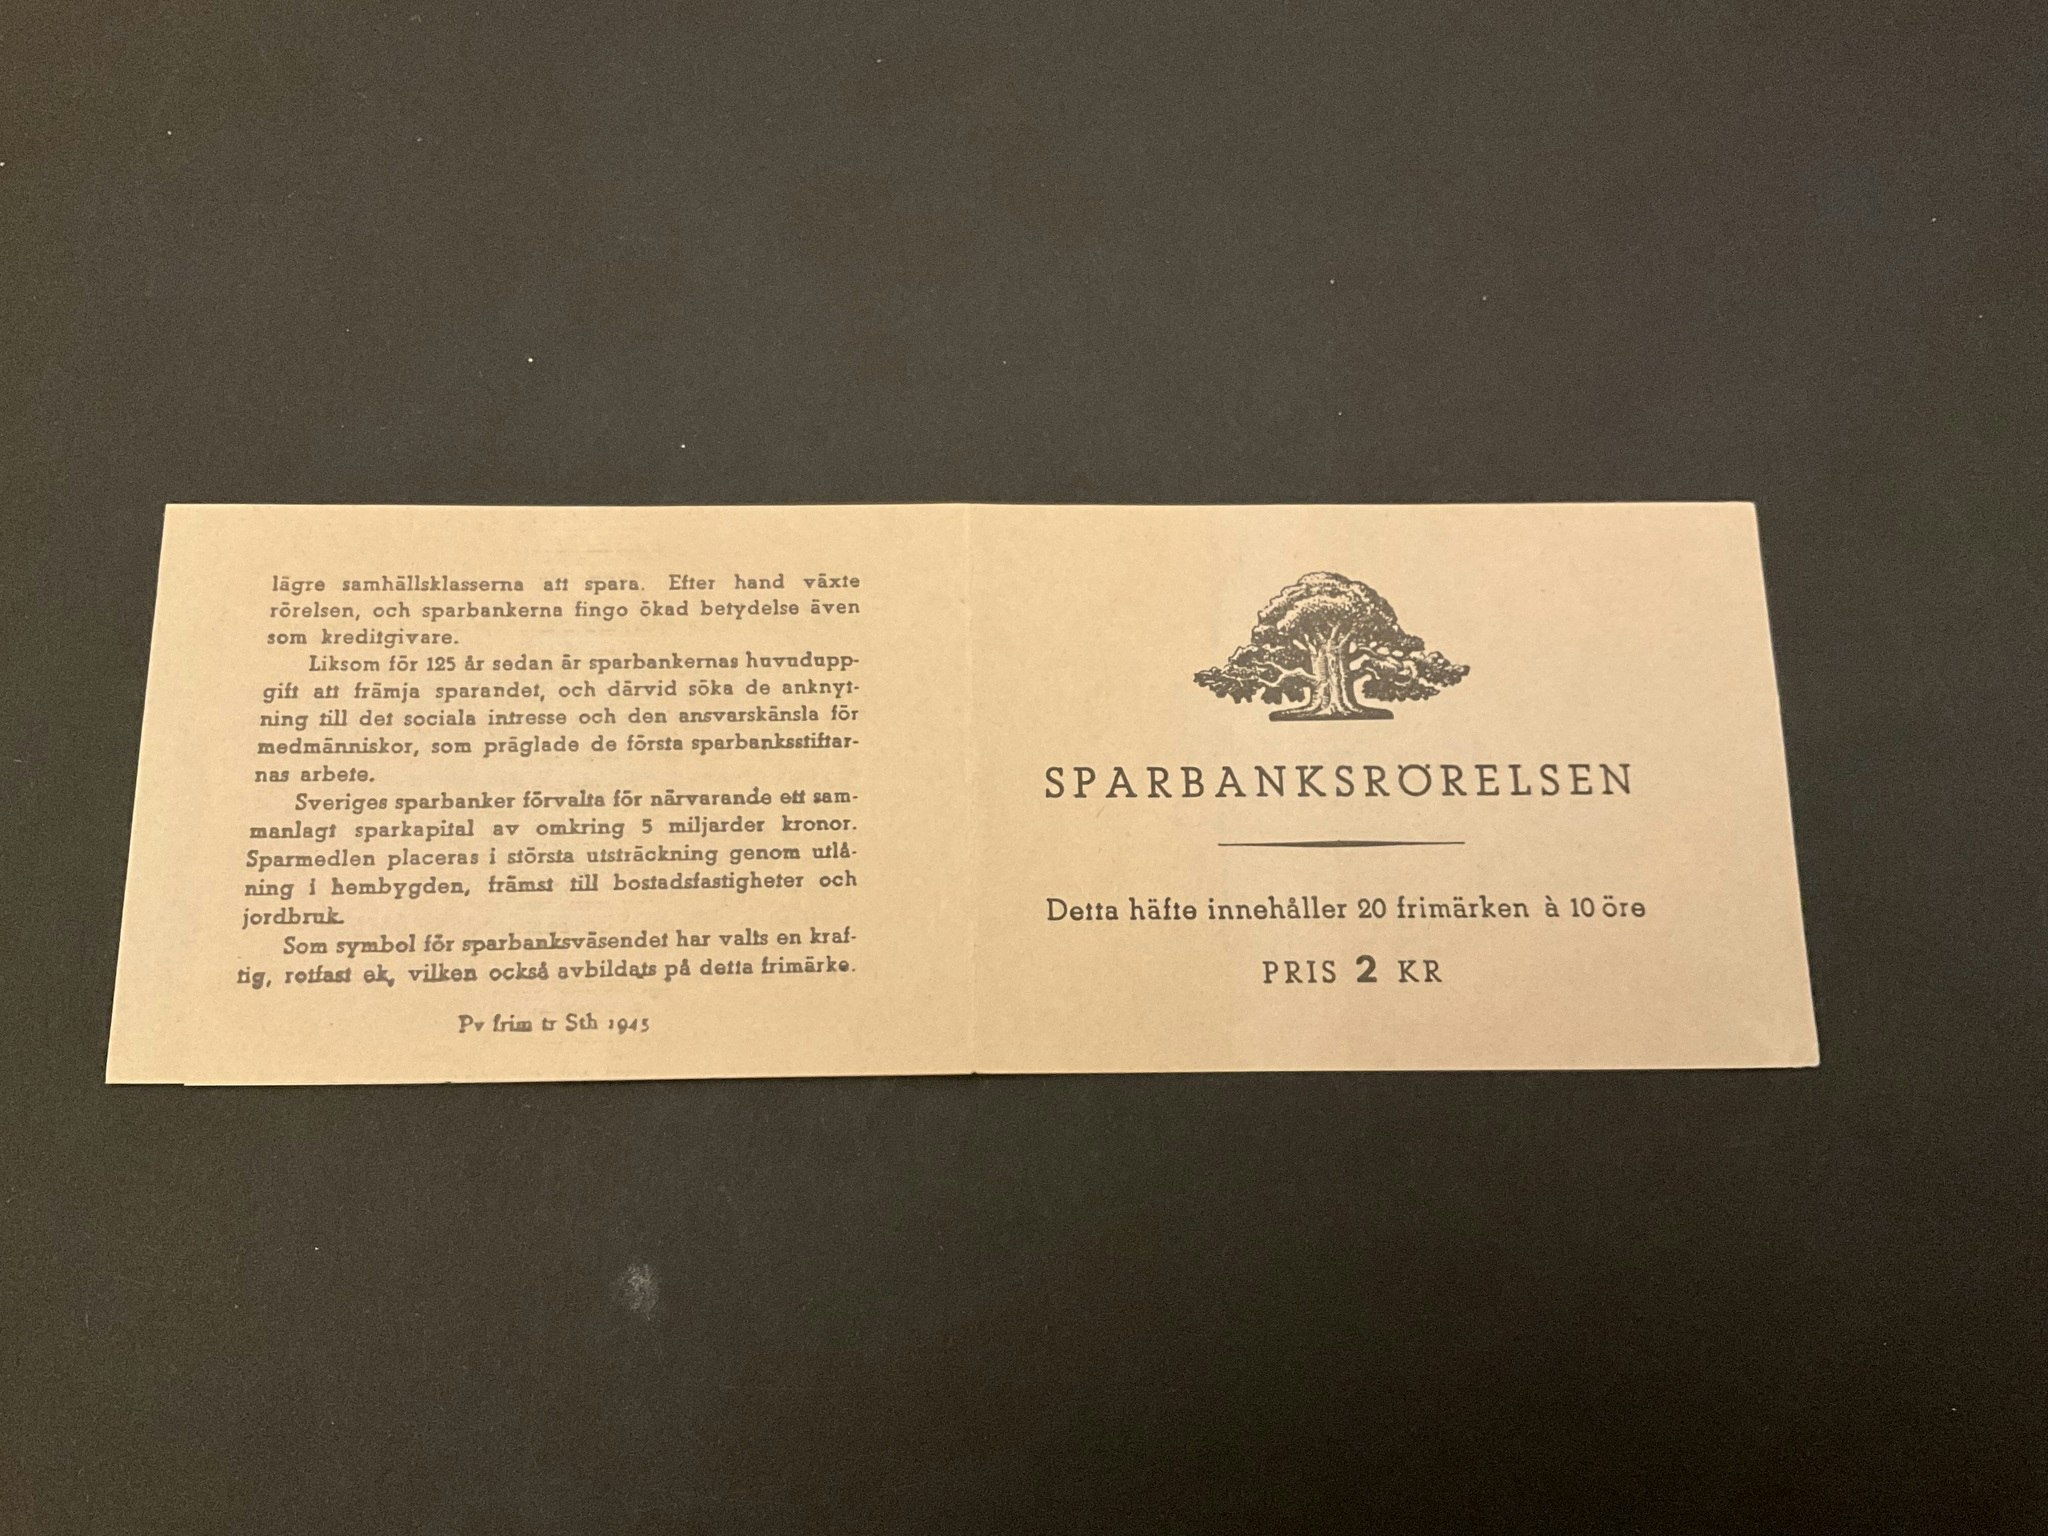 lägre samhällsklasserna att spara. Efter hand växte
rörelsen, och sparbankerna fingo ökad betydelse även
som kreditgivare.
Liksom för 125 år sedan är sparbankernas huvudupp-
gift att främja sparandet, och därvid söka de anknyt-
ning till det sociala intresse och den ansvarskänsla för
medmänniskor, som präglade de första sparbanksstiftar-
nas arbete.
Sveriges sparbanker förvalta för närvarande ett sam-
manlagt sparkapital av omkring 5 miljarder kronor.
Sparmedlen placeras i största utsträckning genom utlå-
ning i hembygden, främst till bostadsfastigheter och
jordbruk.
Som symbol för sparbanksväsendet har valts en kraf-
tig, rotfast ek, vilken också avbildats på detta frimärke.
Pv frim tr Sth 1945
SPARBANKSRÖRELSEN
Detta häfte innehåller 20 frimärken à 10 öre
PRIS 2 KR